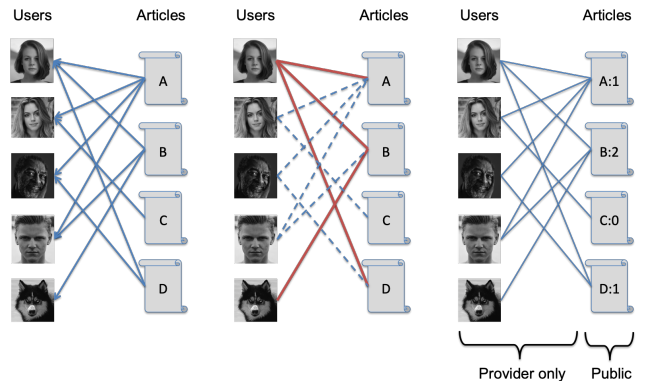 Users Articles Users Articles Users Articles
A A A:1
B B B:2
C C C:0
D D D:1
Provider only Public